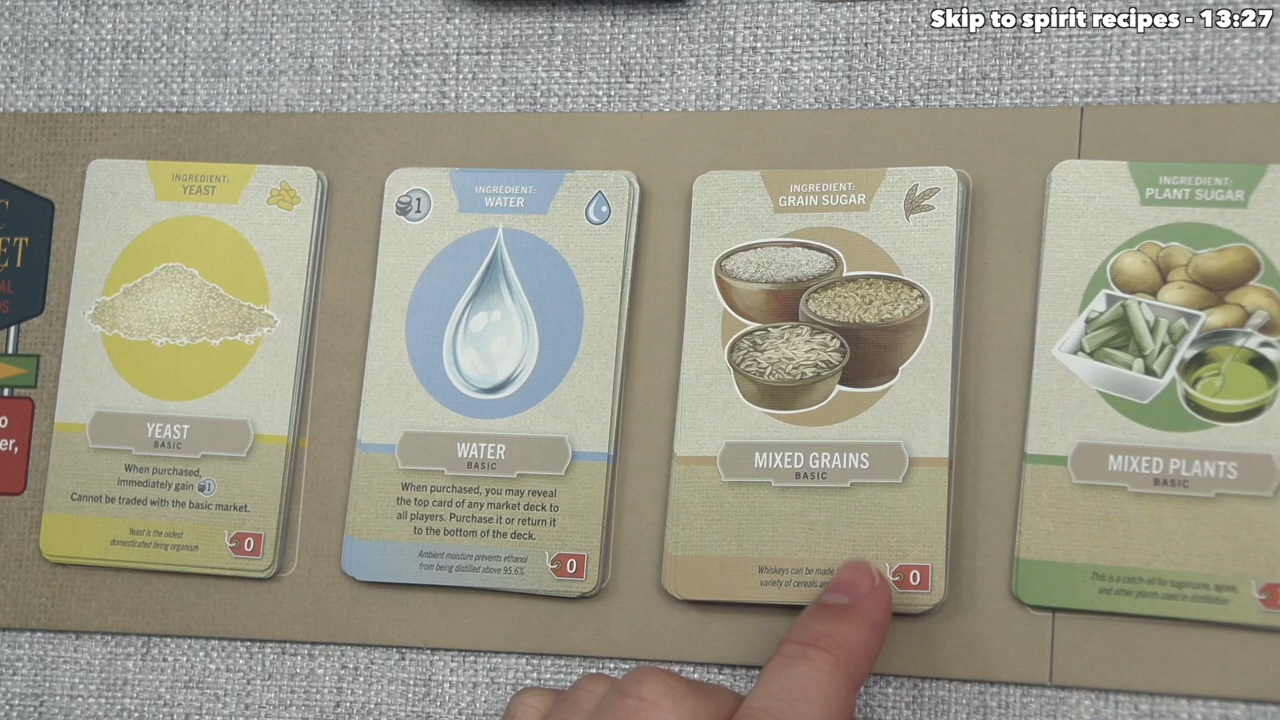 Skip to spirit recipes - 13:27
INGREDIENT:
YEAST
YEAST
BASIC
When purchased,
immediately gain 1
Cannot be traded with the basic market.
Yeast is the oldest
domesticated living organism
0
1
INGREDIENT:
WATER
WATER
BASIC
When purchased, you may reveal
the top card of any market deck to
all players. Purchase it or return it
to the bottom of the deck.
Ambient moisture prevents ethanol
from being distilled above 95.6%
0
INGREDIENT:
GRAIN SUGAR
MIXED GRAINS
BASIC
Whiskeys can be made
variety of cereals
0
INGREDIENT:
PLANT SUGAR
MIXED PLANTS
BASIC
This is a catch-all for sugarcane, agave,
and other plants used in distillation